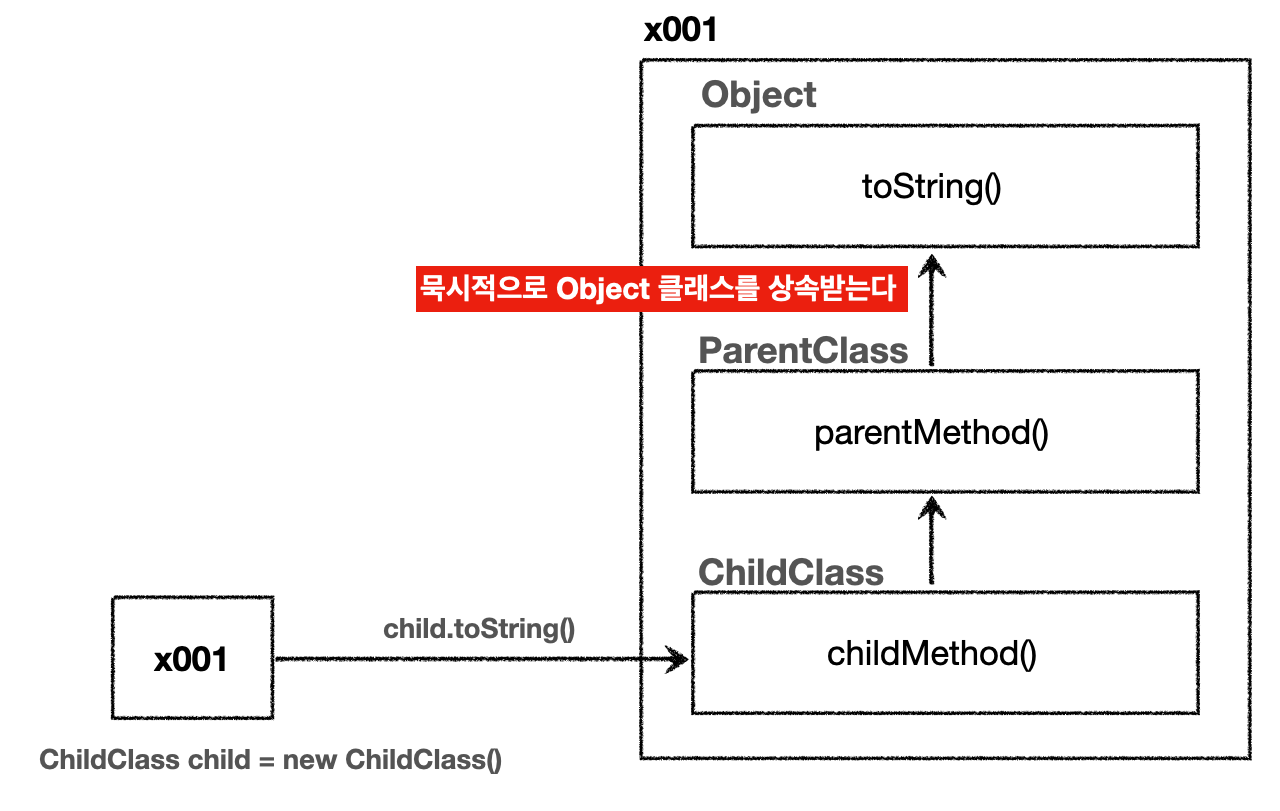 x001
Object
toString()
묵시적으로 Object 클래스를 상속받는다
ParentClass
parentMethod()
ChildClass
childMethod()
child.toString()
x001
ChildClass child = new ChildClass()